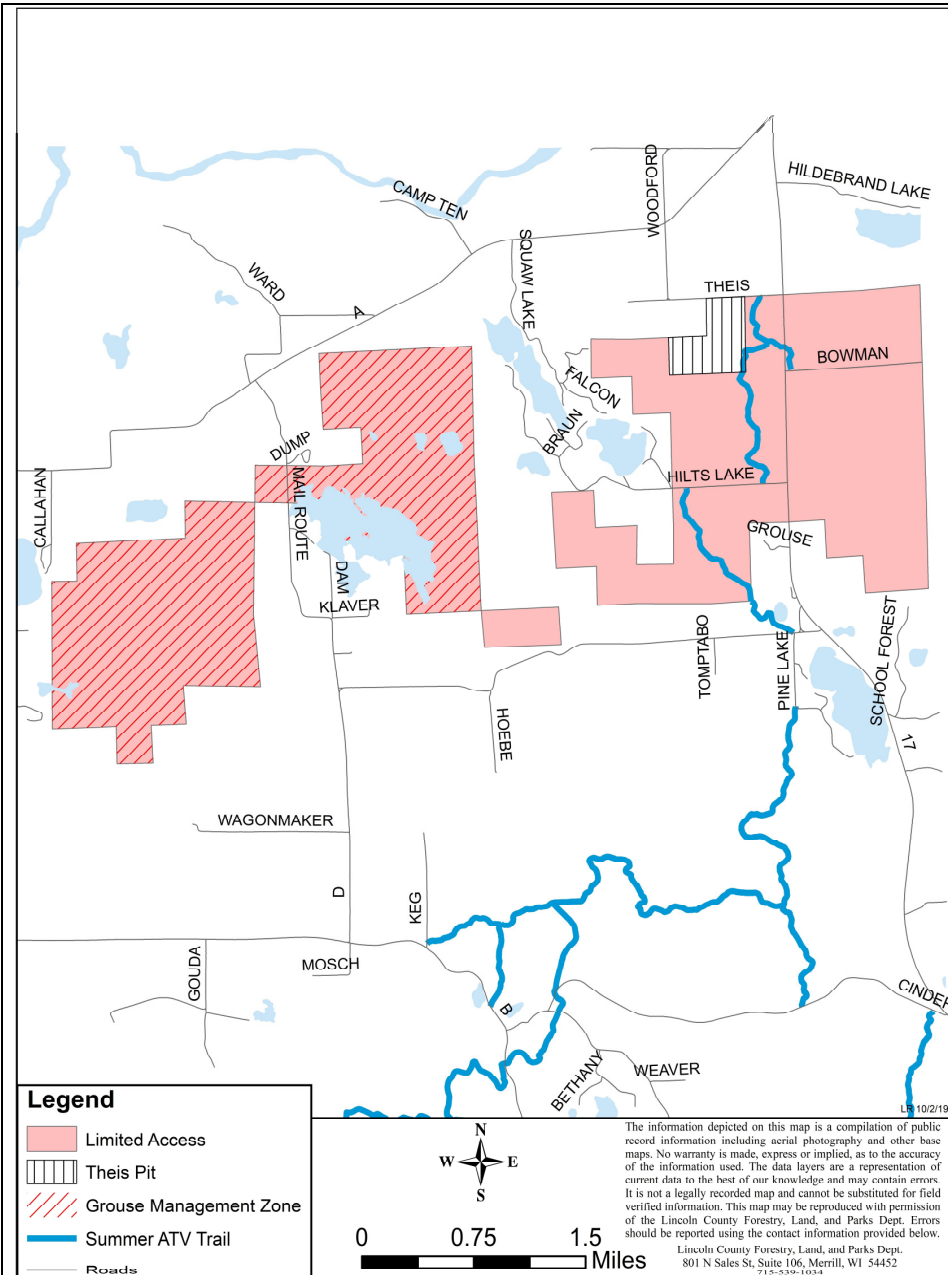 HILDEBRAND LAKE
WOODFORD
CAMP TEN
SQUAW LAKE
WARD
THEIS
A
BOWMAN
FALCON
BRAUN
DUMP
HILTS LAKE
CALLAHAN
MAIL ROUTE
GROUSE
DAM
KLAVER
TOMPTABO
PINE LAKE
SCHOOL FOREST
HOEBE
17
WAGONMAKER
D
KEG
GOUDA
MOSCH
CINDER
B
BETHANY
WEAVER
LR 10/2/19
Legend
Limited Access
Theis Pit
Grouse Management Zone
Summer ATV Trail
Roads
N
W E
S
0 0.75 1.5
Miles
The information depicted on this map is a compilation of public
record information including aerial photography and other base
maps. No warranty is made, express or implied, as to the accuracy
of the information used. The data layers are a representation of
current data to the best of our knowledge and may contain errors.
It is not a legally recorded map and cannot be substituted for field
verified information. This map may be reproduced with permission
of the Lincoln County Forestry, Land, and Parks Dept. Errors
should be reported using the contact information provided below.
Lincoln County Forestry, Land, and Parks Dept.
801 N Sales St, Suite 106, Merrill, WI 54452
715-539-1034